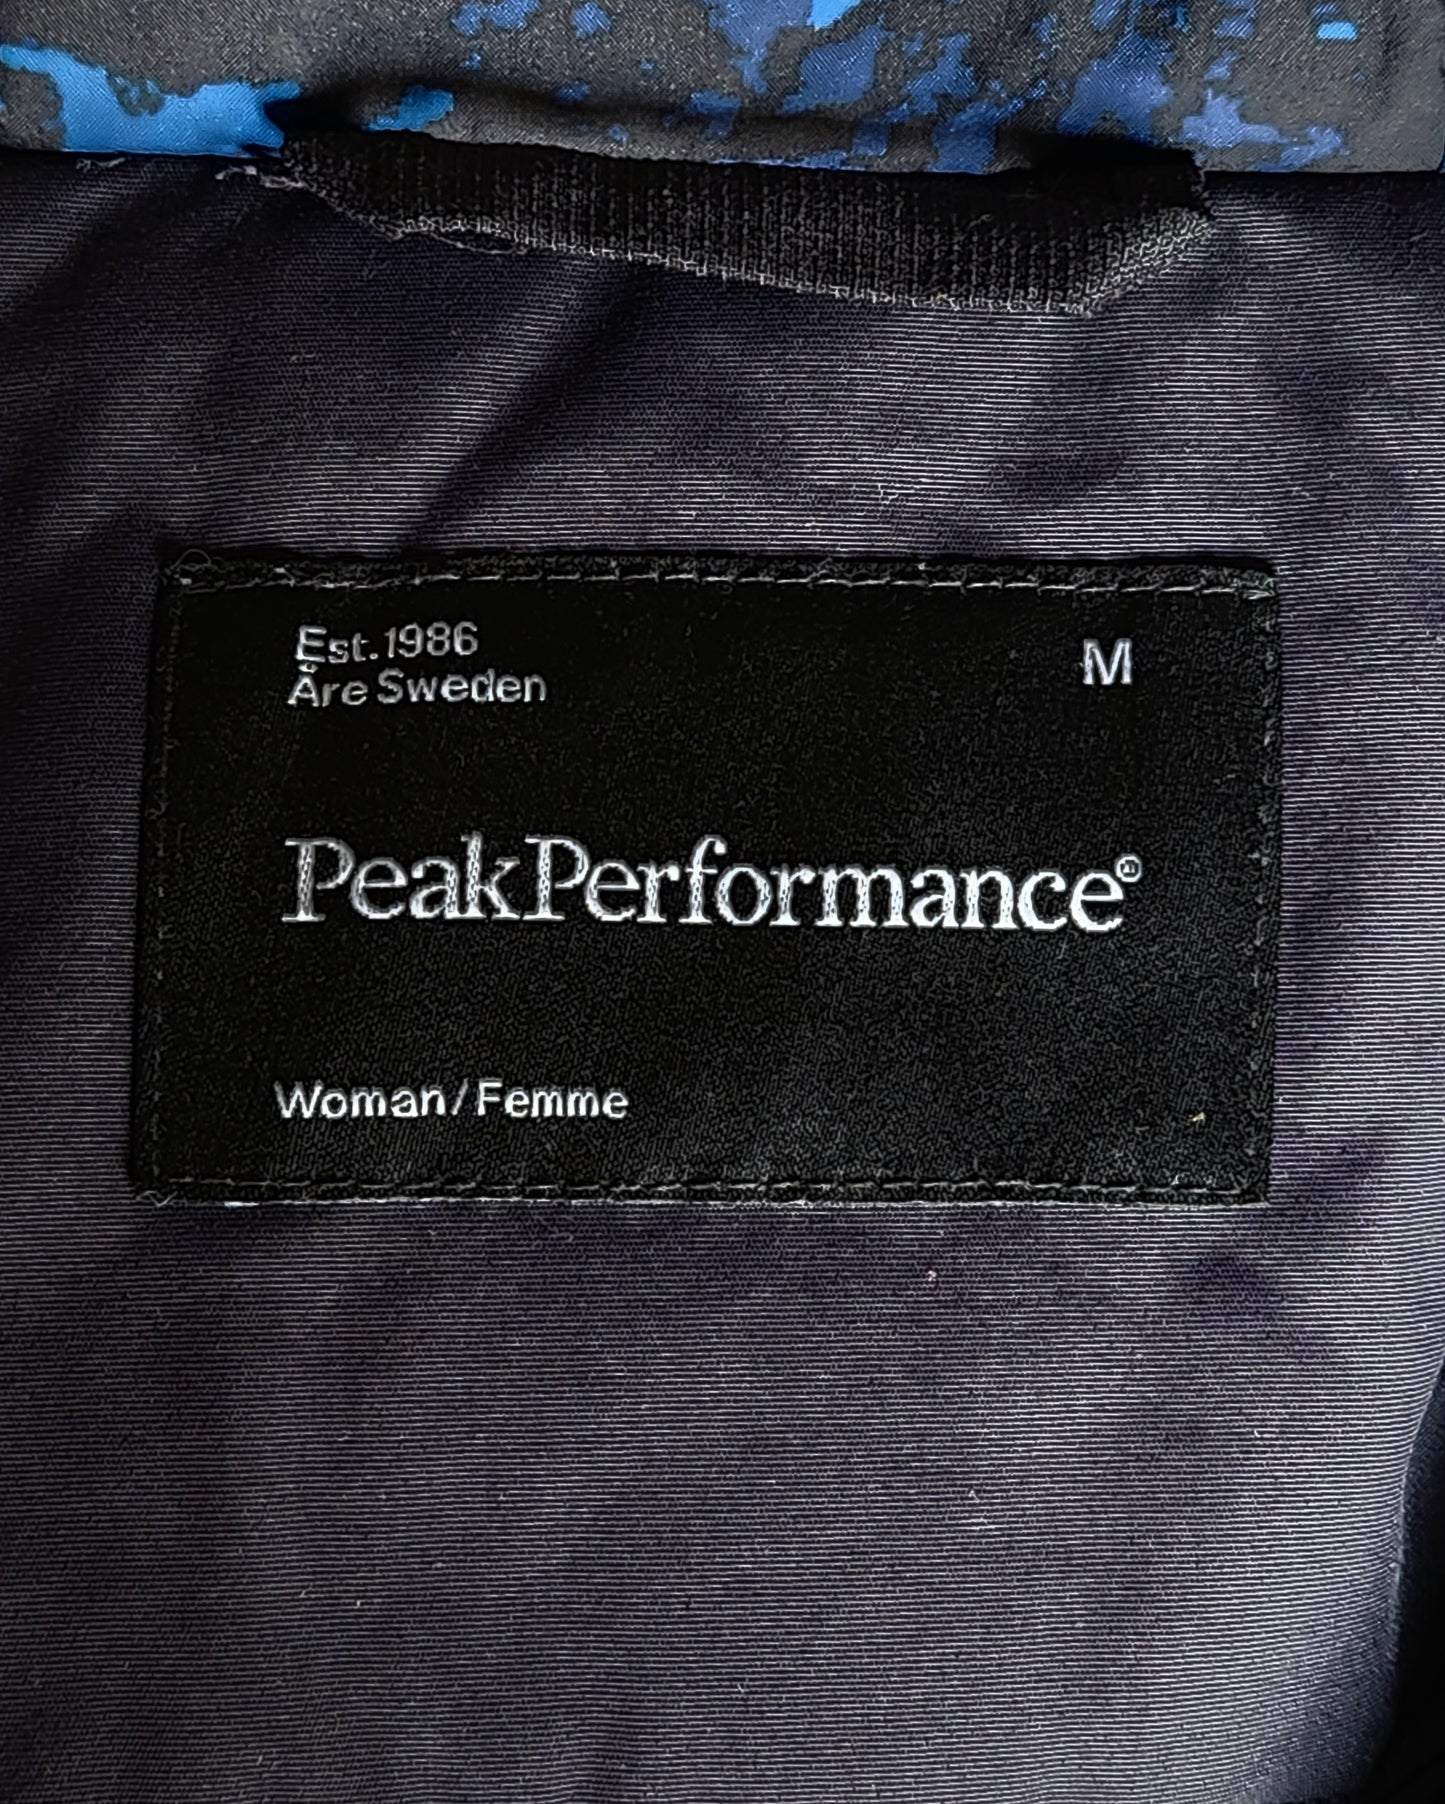 Est. 1986
Åre Sweden
M
PeakPerformance®
Woman/Femme